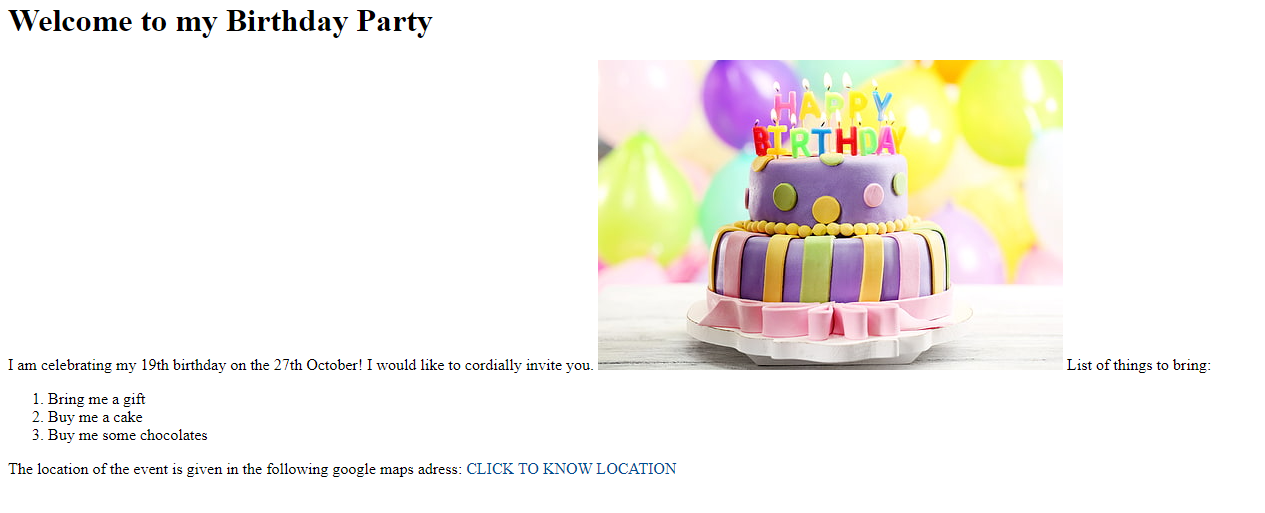 Welcome to my Birthday Party
HAPPY
BIRTHDAY
I am celebrating my 19th birthday on the 27th October! I would like to cordially invite you. List of things to bring:
1. Bring me a gift
2. Buy me a cake
3. Buy me some chocolates
The location of the event is given in the following google maps adress: CLICK TO KNOW LOCATION